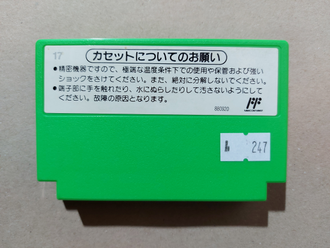 17
カセットについてのお願い
●精密機器ですので、極端な温度条件下での使用や保管および強い
ショックをさけてください。また、絶対に分解しないでください。
●端子部に手を触れたり、水にぬらしたりして汚さないようにして
ください。故障の原因となります。
860920
247